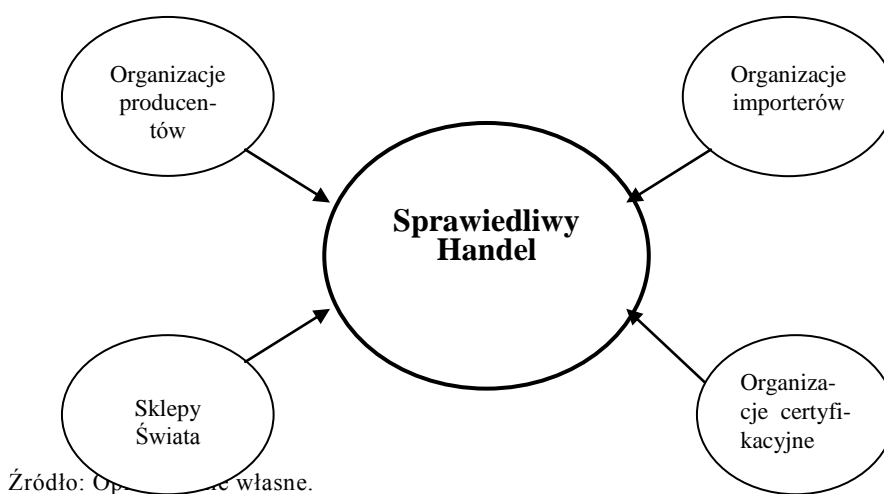 Organizacje
producen-
tów
Organizacje
importerów
Sprawiedliwy
Handel
Sklepy
Świata
Organiza-
cje certyfi-
kacyjne
Źródło: własne.